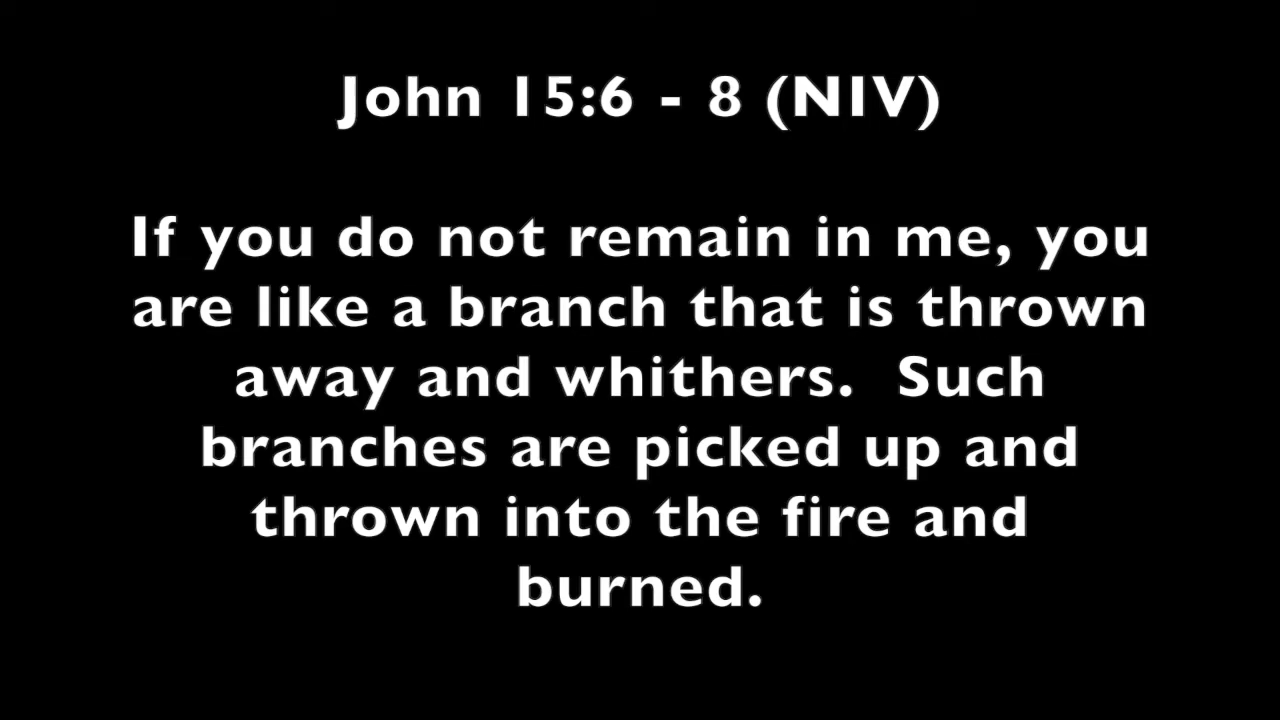 John 15:6 - 8 (NIV)
If you do not remain in me, you
are like a branch that is thrown
away and whithers.  Such
branches are picked up and
thrown into the fire and
burned.